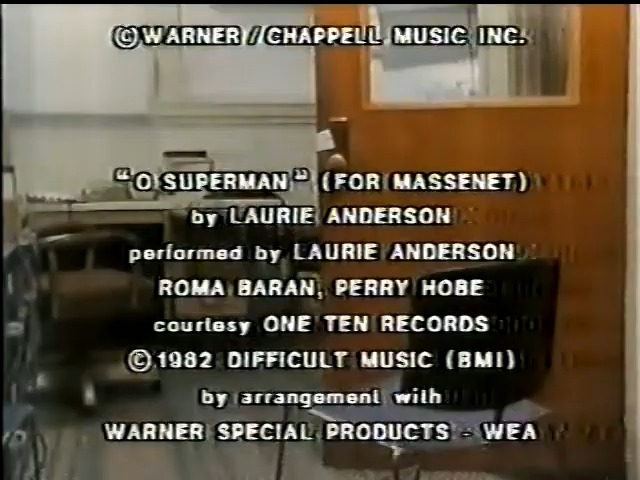 ©WARNER/CHAPPELL MUSIC INC.
"O SUPERMAN" (FOR MASSENET)
by LAURIE ANDERSON
performed by LAURIE ANDERSON
ROMA BARAN, PERRY HOBE
courtesy ONE TEN RECORDS
©1982 DIFFICULT MUSIC (BMI)
by arrangement with
WARNER SPECIAL PRODUCTS - WEA